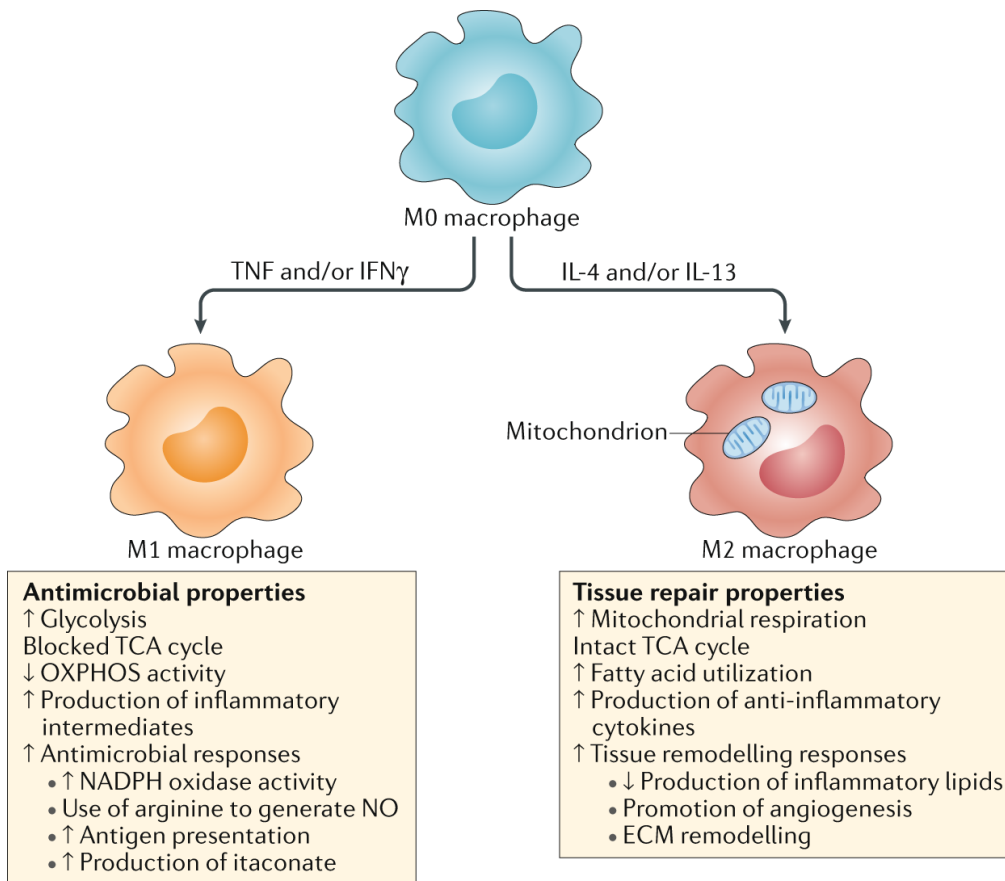 M0 macrophage
TNF and/or IFNγ
IL-4 and/or IL-13
Mitochondrion
M1 macrophage
M2 macrophage
Antimicrobial properties
↑ Glycolysis
Blocked TCA cycle
↓ OXPHOS activity
↑ Production of inflammatory
intermediates
↑ Antimicrobial responses
• ↑ NADPH oxidase activity
• Use of arginine to generate NO
• ↑ Antigen presentation
• ↑ Production of itaconate
Tissue repair properties
↑ Mitochondrial respiration
Intact TCA cycle
↑ Fatty acid utilization
↑ Production of anti-inflammatory
cytokines
↑ Tissue remodelling responses
• ↓ Production of inflammatory lipids
• Promotion of angiogenesis
• ECM remodelling